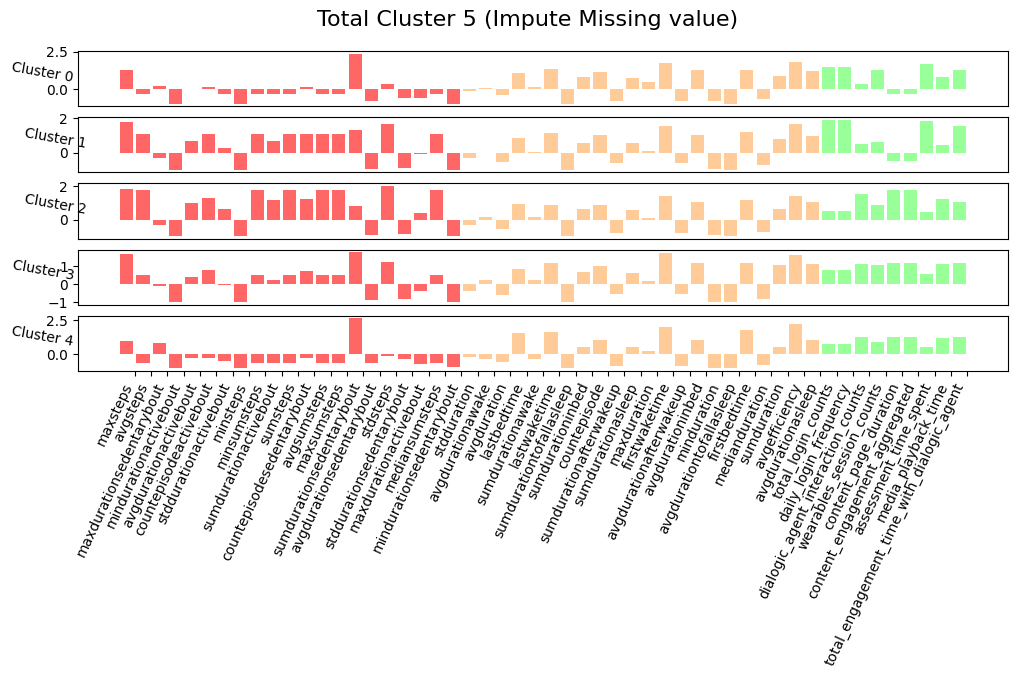 Total Cluster 5 (Impute Missing value)
2.5
Cluster 0
0.0
2
Cluster 1
0
2
Cluster 2
0
1
Cluster 3
0
−1
2.5
Cluster 4
0.0
maxsteps
avgsteps
maxdurationsedentarybout
mindurationactivebout
avgdurationactivebout
countepisodeactivebout
stddurationactivebout
minsteps
minsumsteps
sumdurationactivebout
sumsteps
countepisodesedentarybout
avgsumsteps
maxsumsteps
sumdurationsedentarybout
avgdurationsedentarybout
stdsteps
stddurationsedentarybout
maxdurationactivebout
mediansumsteps
mindurationsedentarybout
stdduration
avgdurationawake
avgduration
lastbedtime
sumdurationawake
lastwaketime
sumdurationtofallasleep
sumdurationinbed
countepisode
sumdurationafterwakeup
sumdurationasleep
maxduration
firstwaketime
avgdurationafterwakeup
avgdurationinbed
minduration
avgdurationtofallasleep
firstbedtime
medianduration
sumduration
avgefficiency
avgdurationasleep
total_login_counts
daily_login_frequency
dialogic_agent_interaction_counts
wearables_session_counts
content_page_duration
content_engagement_aggregated
assessment_time_spent
media_playback_time
total_engagement_time_with_dialogic_agent